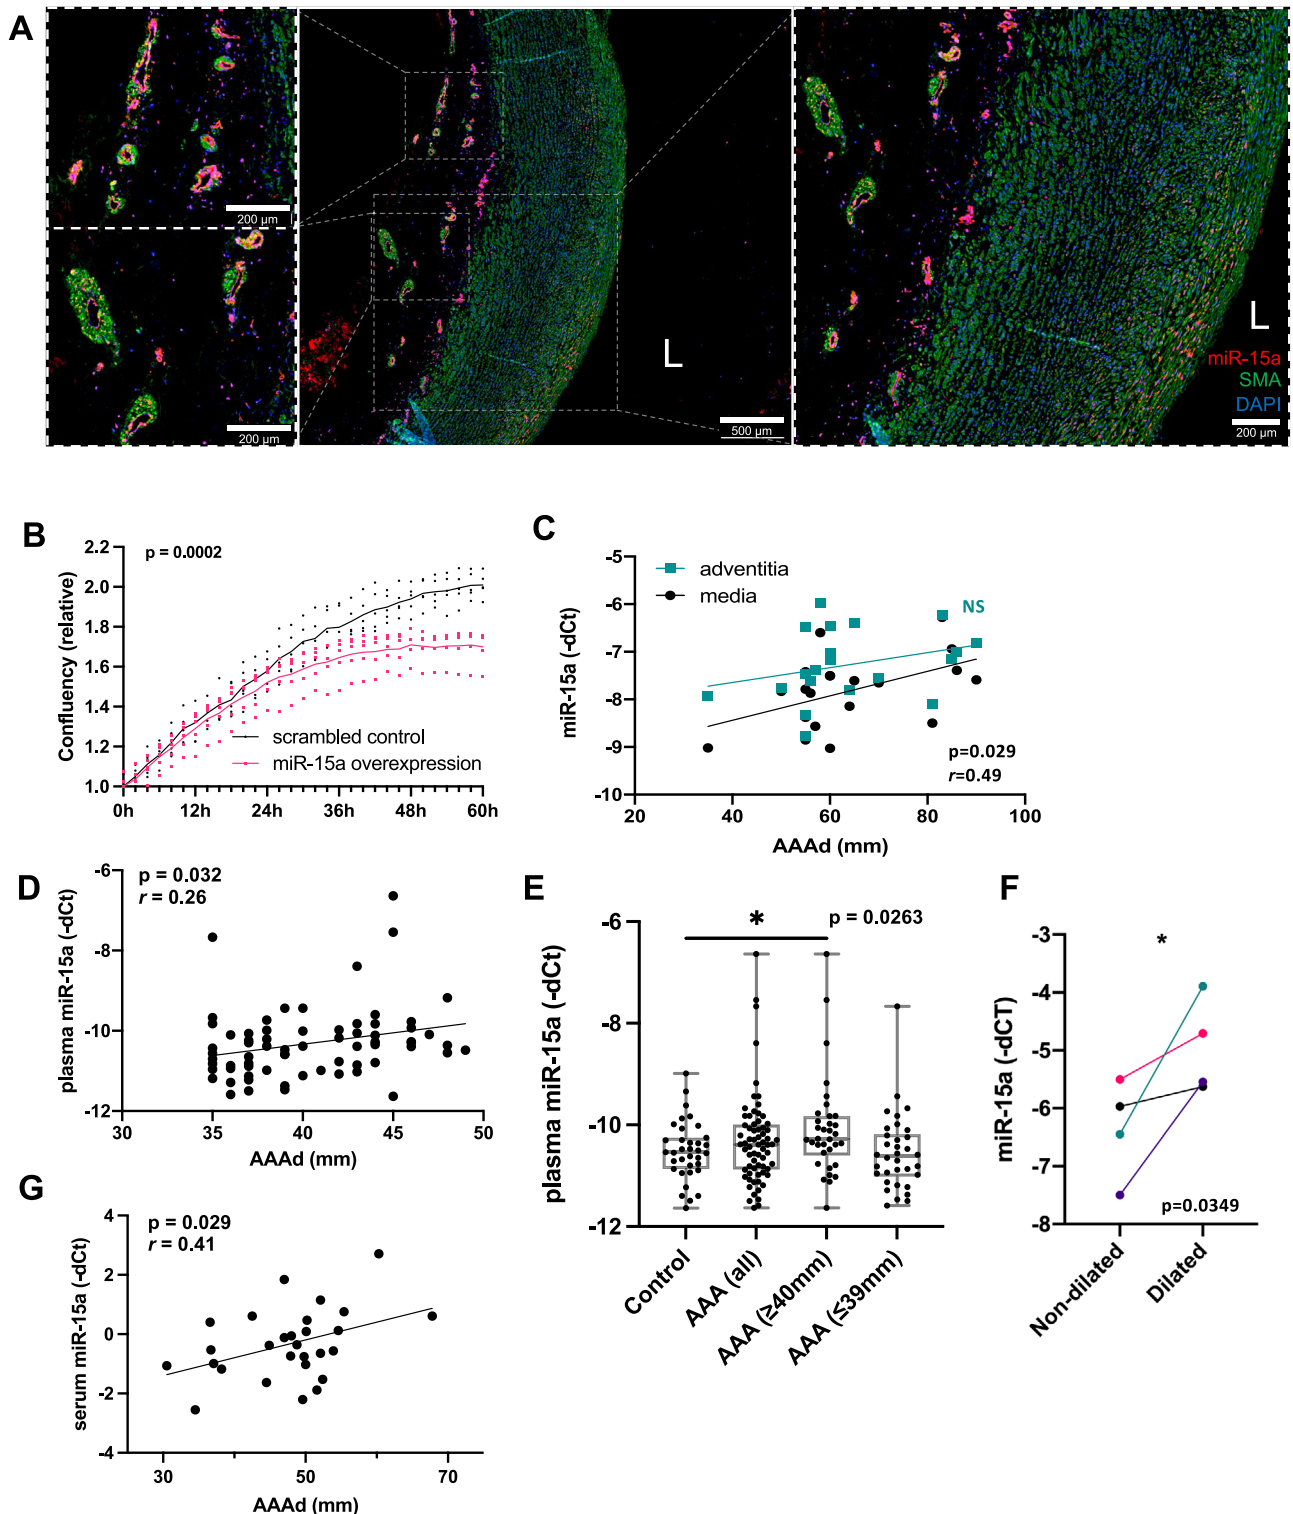 A
200 µm
200 µm
L
500 µm
L
miR-15a
SMA
DAPI
200 µm
B
p = 0.0002
Confluency (relative)
2.2
2.0
1.8
1.6
1.4
1.2
1.0
scrambled control
miR-15a overexpression
0h 12h 24h 36h 48h 60h
C
miR-15a (-dCt)
-5
-6
-7
-8
-9
-10
adventitia
media
NS
p=0.029
r=0.49
20 40 60 80 100
AAAd (mm)
D
p = 0.032
r = 0.26
plasma miR-15a (-dCt)
-6
-8
-10
-12
30 35 40 45 50
AAAd (mm)
E
* p = 0.0263
plasma miR-15a (-dCt)
-6
-8
-10
-12
Control
AAA (all)
AAA (≥40mm)
AAA (≤39mm)
F
*
miR-15a (-dCT)
-3
-4
-5
-6
-7
-8
p=0.0349
Non-dilated
Dilated
G
p = 0.029
r = 0.41
serum miR-15a (-dCt)
4
2
0
-2
-4
30 50 70
AAAd (mm)